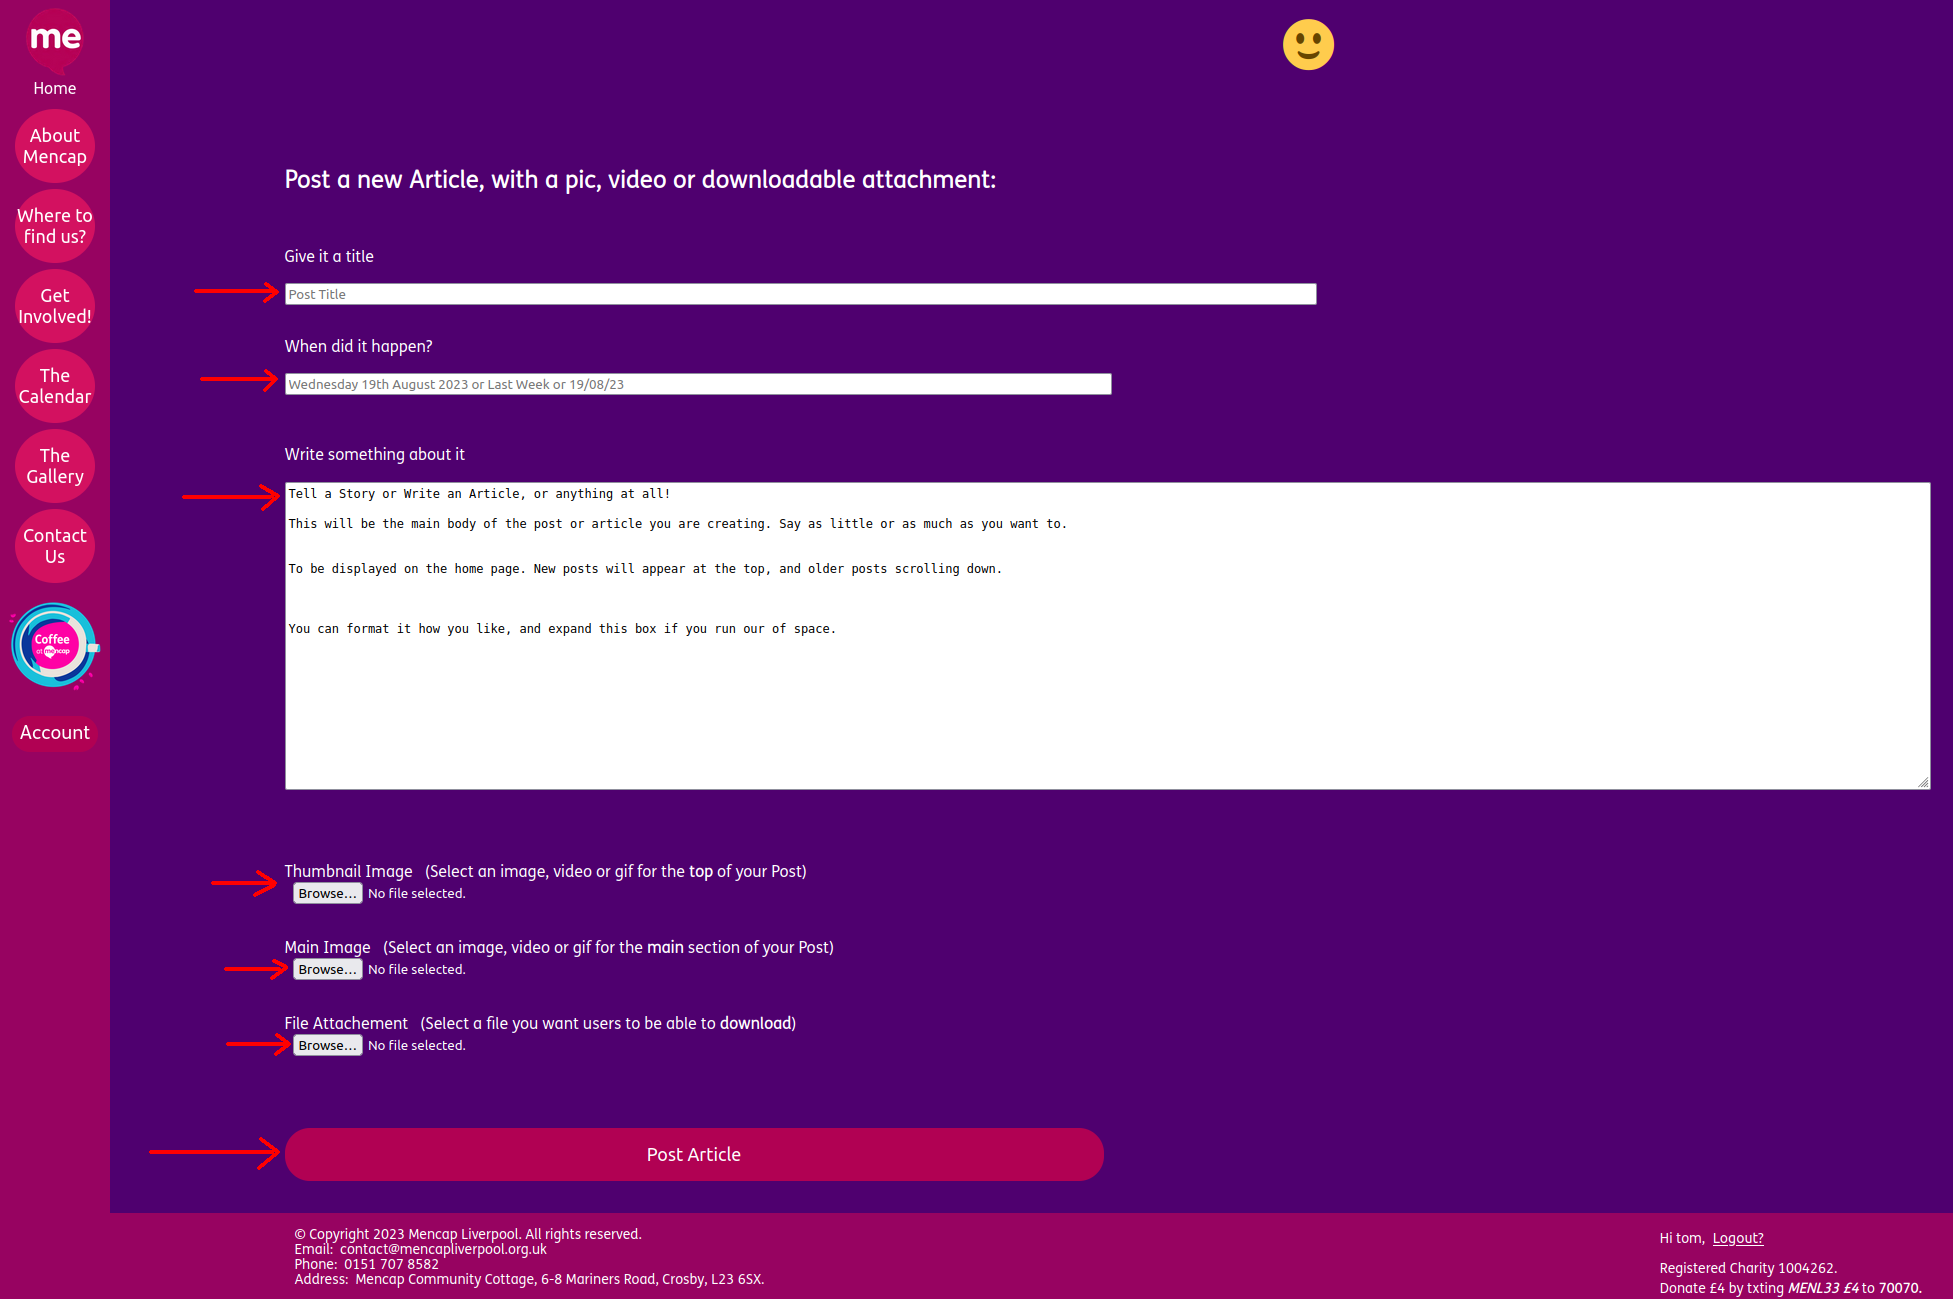 me
Home
About
Mencap
Where to
find us?
Get
Involved!
The
Calendar
The
Gallery
Contact
Us
Coffee
at mencap
Account
Post a new Article, with a pic, video or downloadable attachment:
Give it a title
Post Title
When did it happen?
Wednesday 19th August 2023 or Last Week or 19/08/23
Write something about it
Tell a Story or Write an Article, or anything at all!
This will be the main body of the post or article you are creating. Say as little or as much as you want to.
To be displayed on the home page. New posts will appear at the top, and older posts scrolling down.
You can format it how you like, and expand this box if you run our of space.
Thumbnail Image (Select an image, video or gif for the top of your Post)
Browse... No file selected.
Main Image (Select an image, video or gif for the main section of your Post)
Browse... No file selected.
File Attachement (Select a file you want users to be able to download)
Browse... No file selected.
Post Article
© Copyright 2023 Mencap Liverpool. All rights reserved.
Email: contact@mencapliverpool.org.uk
Phone: 0151 707 8582
Address: Mencap Community Cottage, 6-8 Mariners Road, Crosby, L23 6SX.
Hi tom, Logout?
Registered Charity 1004262.
Donate £4 by txting MENL33 £4 to 70070.